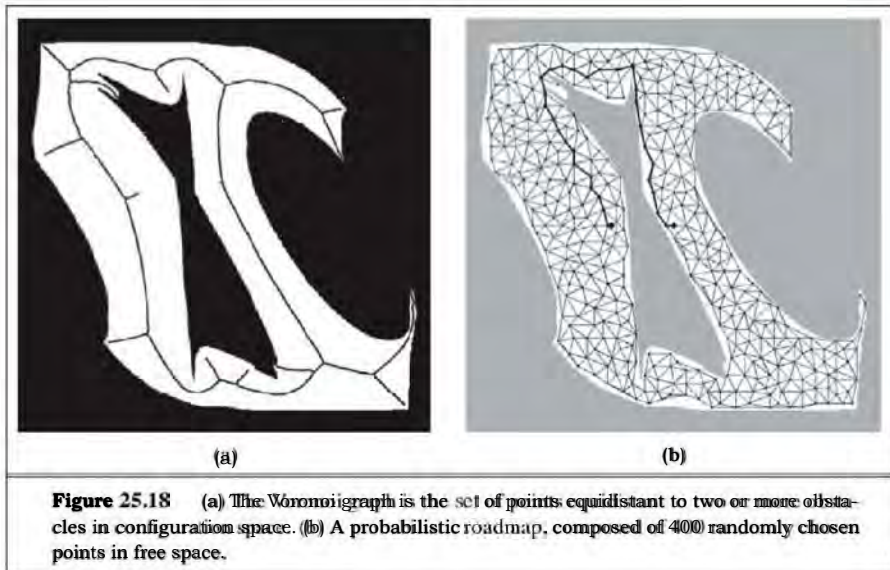 (a)
(b)
Figure 25.18 (a) The Voronoi graph is the set of points equidistant to two or more obsta-
cles in configuration space. (b) A probabilistic roadmap, composed of 400 randomly chosen
points in free space.